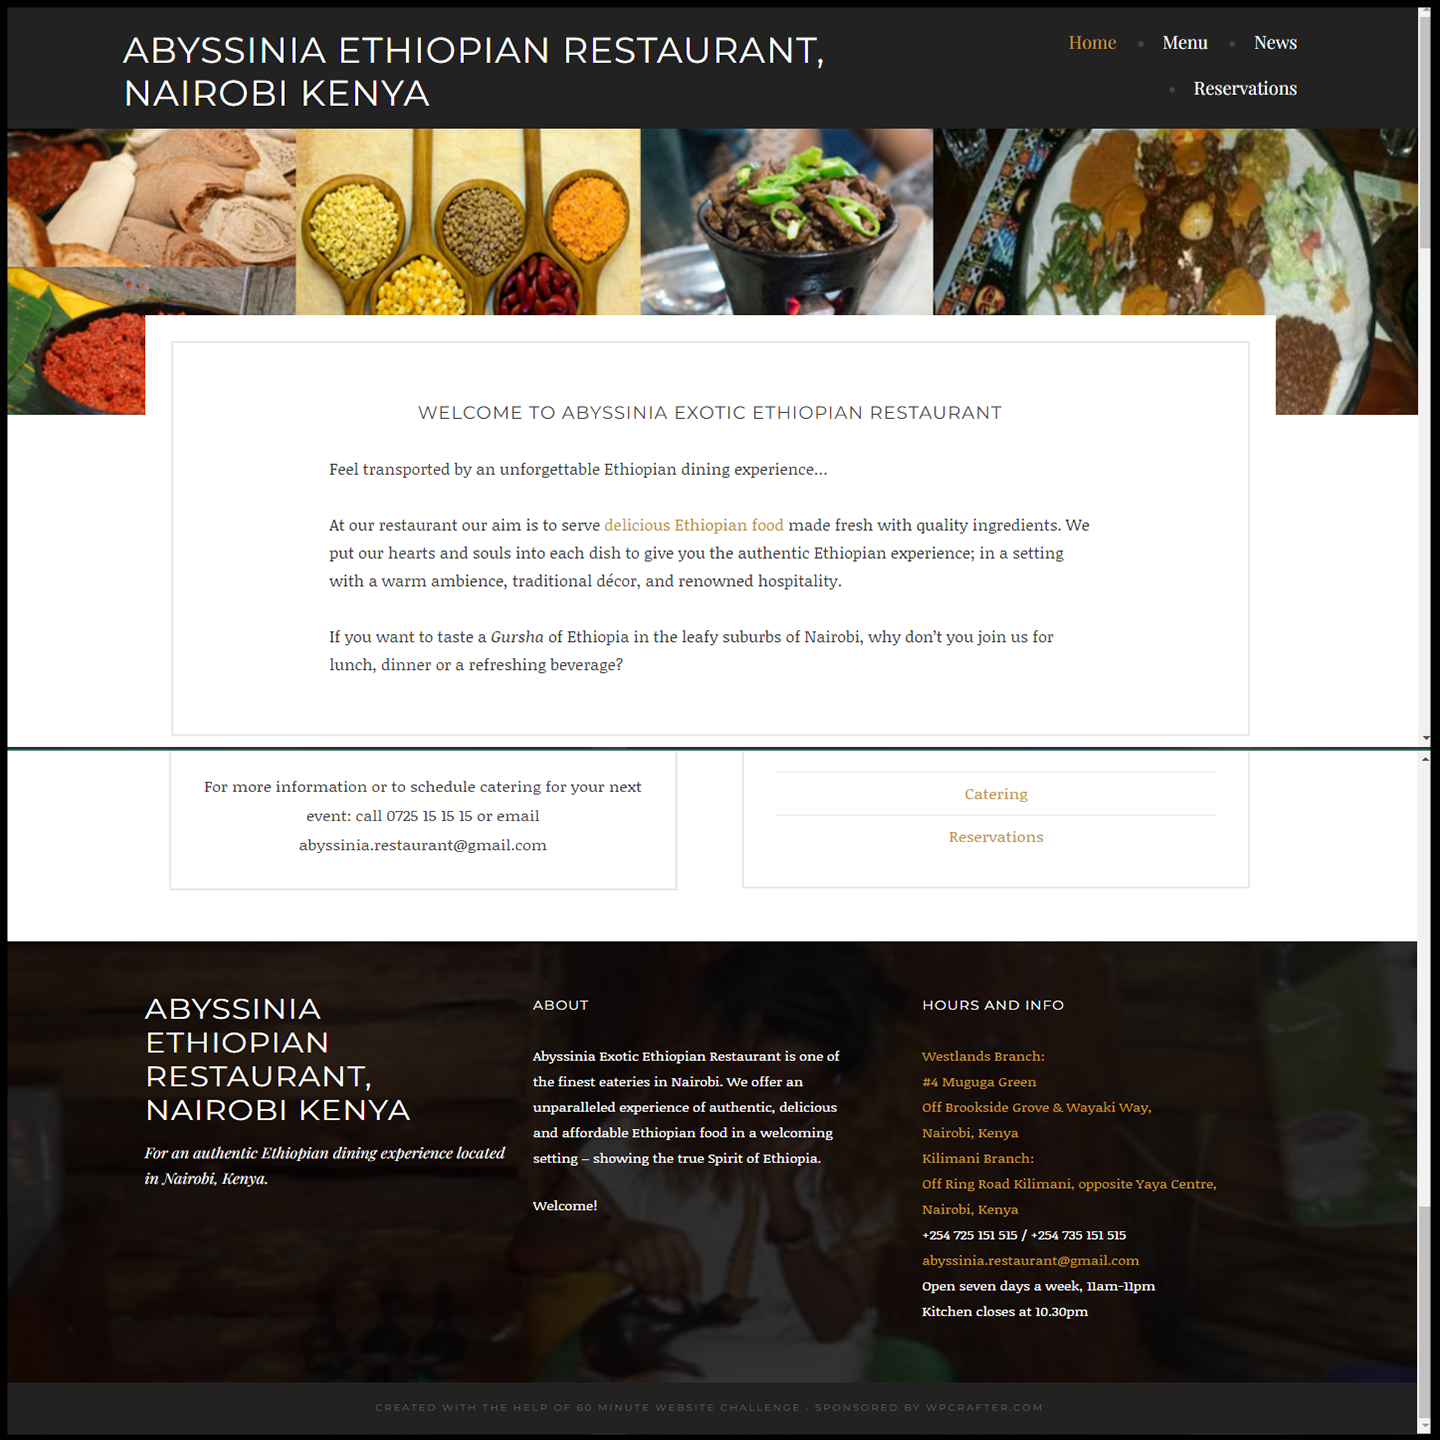 ABYSSINIA ETHIOPIAN RESTAURANT,
NAIROBI KENYA
Home • Menu • News
• Reservations
WELCOME TO ABYSSINIA EXOTIC ETHIOPIAN RESTAURANT
Feel transported by an unforgettable Ethiopian dining experience…
At our restaurant our aim is to serve delicious Ethiopian food made fresh with quality ingredients. We
put our hearts and souls into each dish to give you the authentic Ethiopian experience; in a setting
with a warm ambience, traditional décor, and renowned hospitality.
If you want to taste a Gursha of Ethiopia in the leafy suburbs of Nairobi, why don’t you join us for
lunch, dinner or a refreshing beverage?
For more information or to schedule catering for your next
event: call 0725 15 15 15 or email
abyssinia.restaurant@gmail.com
Catering
Reservations
ABYSSINIA
ETHIOPIAN
RESTAURANT,
NAIROBI KENYA
For an authentic Ethiopian dining experience located
in Nairobi, Kenya.
ABOUT
Abyssinia Exotic Ethiopian Restaurant is one of
the finest eateries in Nairobi. We offer an
unparalleled experience of authentic, delicious
and affordable Ethiopian food in a welcoming
setting – showing the true Spirit of Ethiopia.
Welcome!
HOURS AND INFO
Westlands Branch:
#4 Muguga Green
Off Brookside Grove & Wayaki Way,
Nairobi, Kenya
Kilimani Branch:
Off Ring Road Kilimani, opposite Yaya Centre,
Nairobi, Kenya
+254 725 151 515 / +254 735 151 515
abyssinia.restaurant@gmail.com
Open seven days a week, 11am-11pm
Kitchen closes at 10.30pm
CREATED WITH THE HELP OF 60 MINUTE WEBSITE CHALLENGE · SPONSORED BY WPCRAFTER.COM